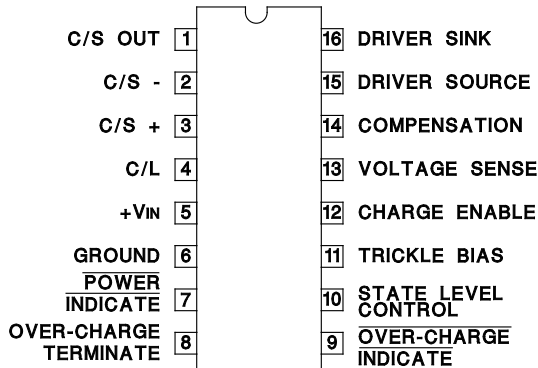 C/S OUT 1
C/S - 2
C/S + 3
C/L 4
+VIN 5
GROUND 6
POWER
INDICATE 7
OVER-CHARGE
TERMINATE 8
16 DRIVER SINK
15 DRIVER SOURCE
14 COMPENSATION
13 VOLTAGE SENSE
12 CHARGE ENABLE
11 TRICKLE BIAS
10 STATE LEVEL
CONTROL
9 OVER-CHARGE
INDICATE